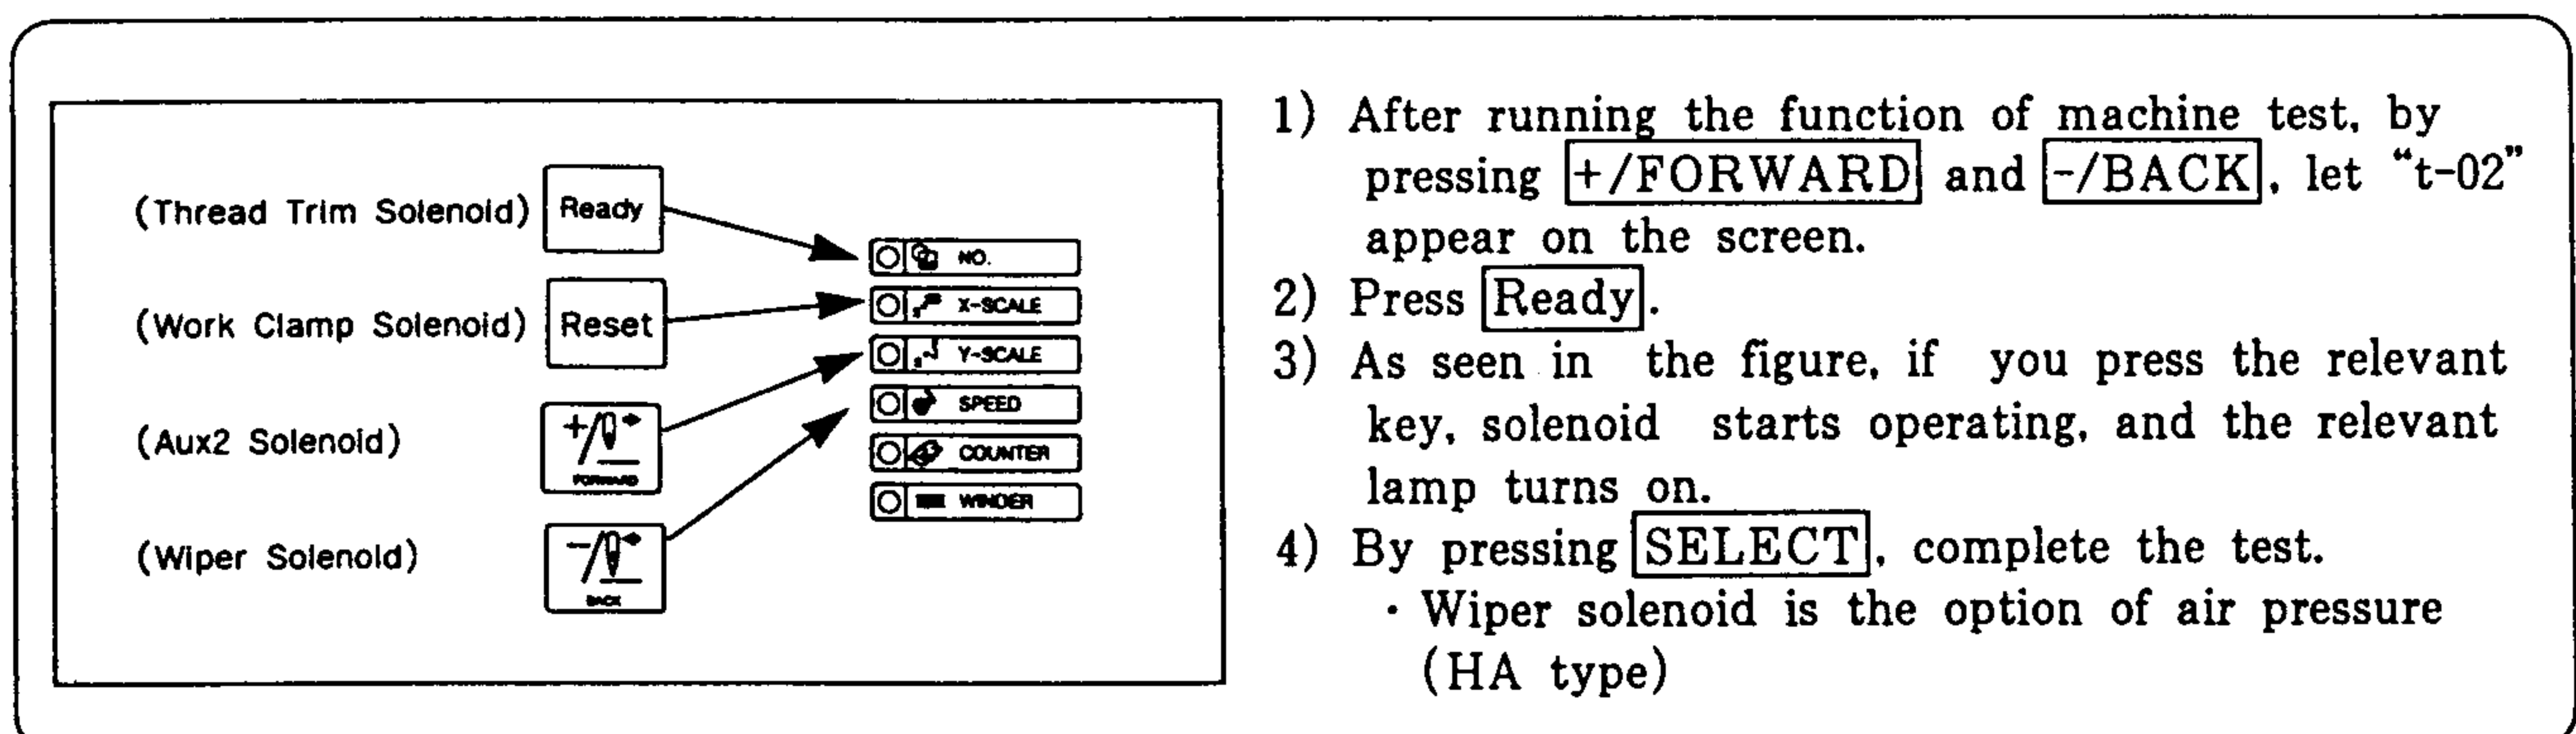 (Thread Trim Solenoid) Ready
(Work Clamp Solenoid) Reset
(Aux2 Solenoid) +/ FORWARD
(Wiper Solenoid) -/ BACK
NO.
X-SCALE
Y-SCALE
SPEED
COUNTER
WINDER
1) After running the function of machine test, by
pressing +/FORWARD and -/BACK, let “t-02”
appear on the screen.
2) Press Ready.
3) As seen in the figure, if you press the relevant
key, solenoid starts operating, and the relevant
lamp turns on.
4) By pressing SELECT, complete the test.
· Wiper solenoid is the option of air pressure
(HA type)